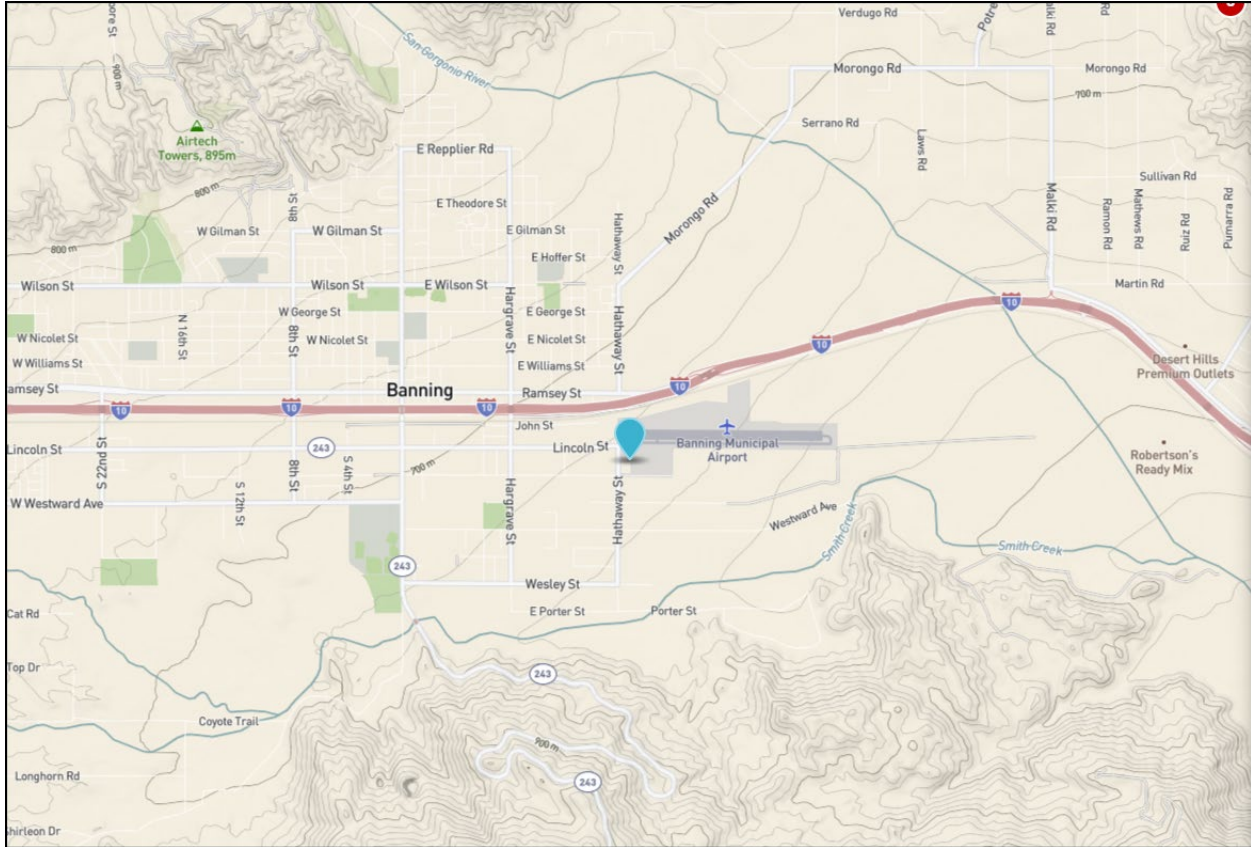 Verdugo Rd
San Gorgonio River
Morongo Rd
Morongo Rd
700 m
900 m
Airtech
Towers, 895m
Serrano Rd
Laws Rd
Malki Rd
E Repplier Rd
Sullivan Rd
800 m
8th St
E Theodore St
Hathaway St
Morongo Rd
Ramon Rd
Mathews Rd
Ruiz Rd
Pumarra Rd
W Gilman St
W Gilman St
E Gilman St
800 m
E Hoffer St
Wilson St
Wilson St
E Wilson St
Martin Rd
10
N 16th St
W George St
E George St
Hargrave St
Hathaway St
8th St
W Nicolet St
W Nicolet St
E Nicolet St
10
W Williams St
E Williams St
Desert Hills
Premium Outlets
amsey St
Banning
Ramsey St
10
10
10
10
John St
Lincoln St
243
Lincoln St
Banning Municipal
Airport
Robertson's
Ready Mix
S 22nd St
8th St
S 4th St
700 m
S 12th St
Hargrave St
Hathaway St
W Westward Ave
Westward Ave
Smith Creek
Smith Creek
243
Wesley St
Cat Rd
E Porter St
Porter St
Top Dr
243
Coyote Trail
900 m
Longhorn Rd
243
hirleon Dr